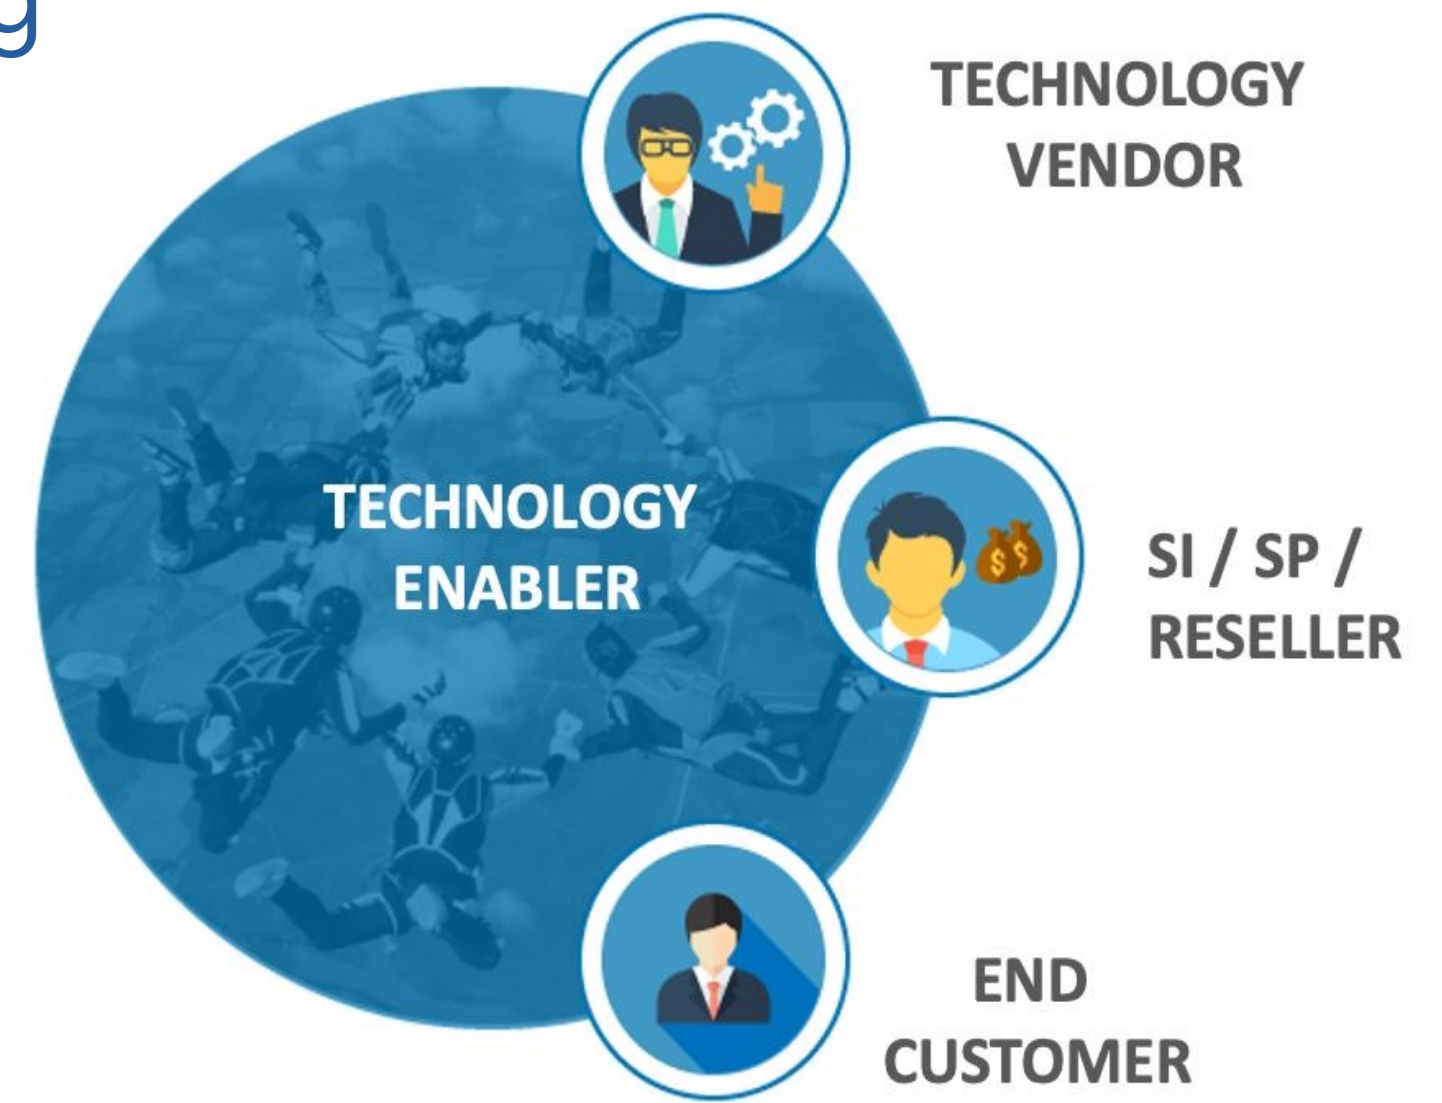 g
TECHNOLOGY
VENDOR
TECHNOLOGY
ENABLER
SI / SP /
RESELLER
END
CUSTOMER